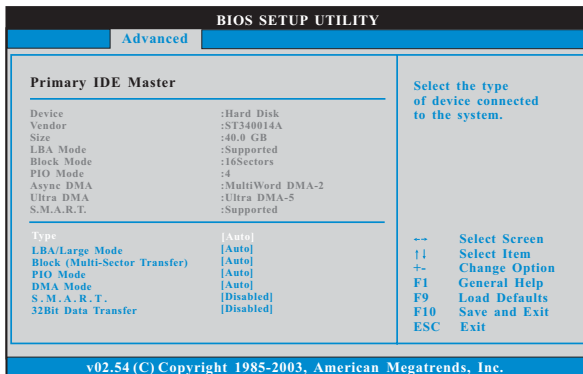 BIOS SETUP UTILITY
Advanced
Primary IDE Master
Device :Hard Disk
Vendor :ST340014A
Size :40.0 GB
LBA Mode :Supported
Block Mode :16Sectors
PIO Mode :4
Async DMA :MultiWord DMA-2
Ultra DMA :Ultra DMA-5
S.M.A.R.T. :Supported
Type [Auto]
LBA/Large Mode [Auto]
Block (Multi-Sector Transfer) [Auto]
PIO Mode [Auto]
DMA Mode [Auto]
S.M.A.R.T. [Disabled]
32Bit Data Transfer [Disabled]
Select the type
of device connected
to the system.
←→ Select Screen
↑↓ Select Item
+- Change Option
F1 General Help
F9 Load Defaults
F10 Save and Exit
ESC Exit
v02.54 (C) Copyright 1985-2003, American Megatrends, Inc.